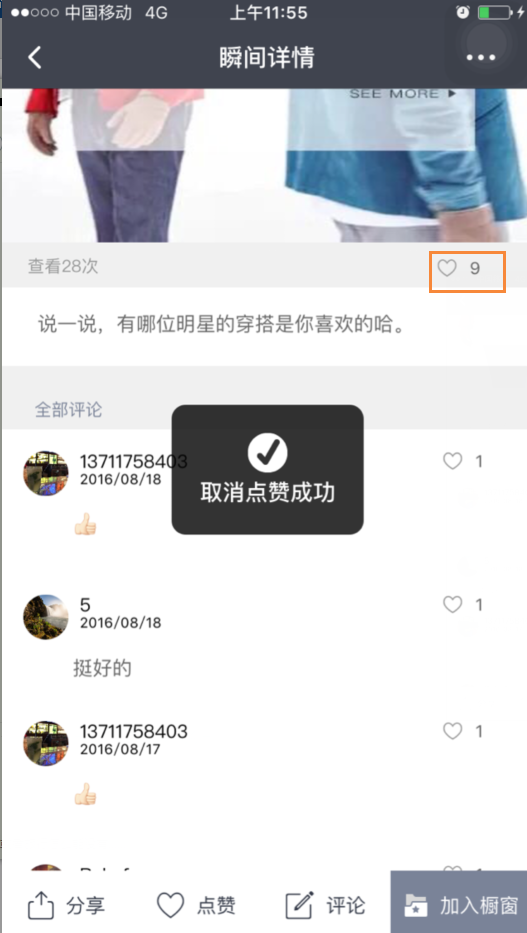 中国移动 4G 上午11:55
瞬间详情
SEE MORE
查看28次 9
说一说，有哪位明星的穿搭是你喜欢的哈。
全部评论
13711758403 1
2016/08/18
取消点赞成功
5 1
2016/08/18
挺好的
13711758403 1
2016/08/17
分享 点赞 评论 加入橱窗